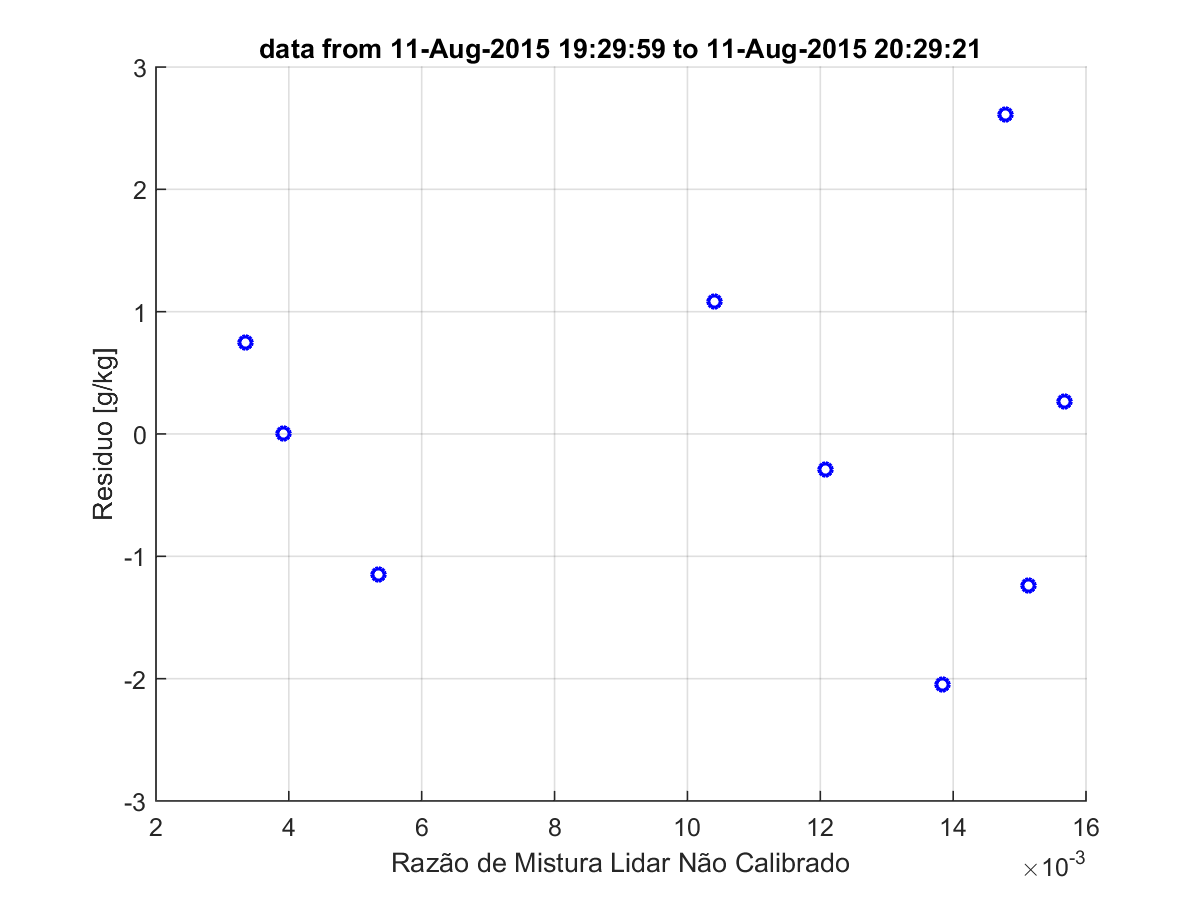 data from 11-Aug-2015 19:29:59 to 11-Aug-2015 20:29:21
3
2
1
0
-1
-2
-3
Residuo [g/kg]
2 4 6 8 10 12 14 16
Razão de Mistura Lidar Não Calibrado
×10-3